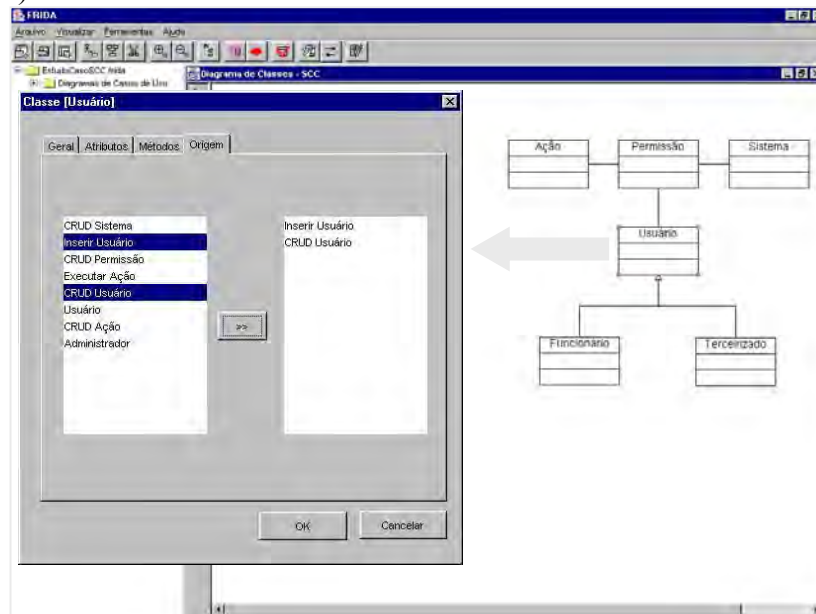 FRIDA
Arquivo Visualizar Ferramentas Ajuda
EstudoCasoSCC.frida
Diagramas de Casos de Uso
Diagrama de Classes - SCC
Classe [Usuário]
Geral Atributos Métodos Origem
CRUD Sistema
Inserir Usuário
CRUD Permissão
Executar Ação
CRUD Usuário
Usuário
CRUD Ação
Administrador
>>
Inserir Usuário
CRUD Usuário
OK Cancelar
Ação Permissão Sistema
Usuário
Funcionário Terceirizado